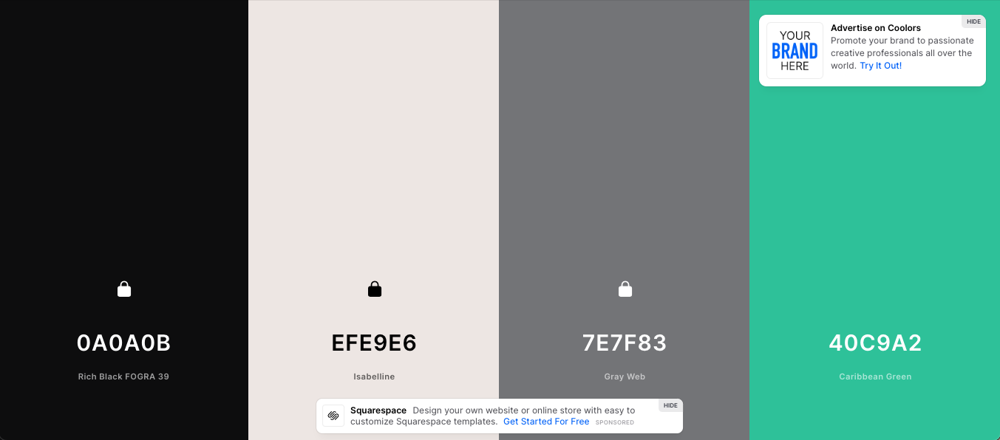 HIDE
YOUR
BRAND
HERE
Advertise on Coolors
Promote your brand to passionate
creative professionals all over the
world. Try It Out!
0A0A0B
EFE9E6
7E7F83
40C9A2
Rich Black FOGRA 39
Isabelline
Gray Web
Caribbean Green
Squarespace Design your own website or online store with easy to
customize Squarespace templates. Get Started For Free SPONSORED
HIDE